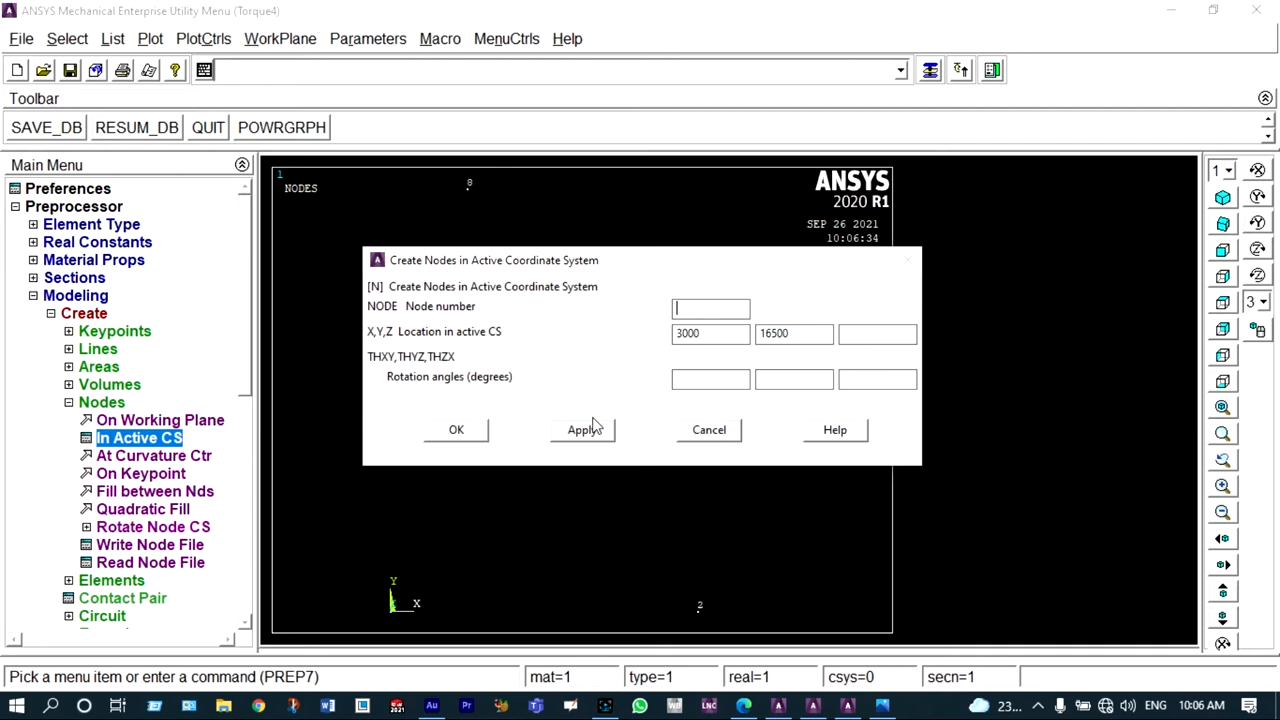 ANSYS Mechanical Enterprise Utility Menu (Torque4)
File Select List Plot PlotCtrls WorkPlane Parameters Macro MenuCtrls Help
Toolbar
SAVE_DB RESUM_DB QUIT POWRGRPH
Main Menu
Preferences
Preprocessor
Element Type
Real Constants
Material Props
Sections
Modeling
Create
Keypoints
Lines
Areas
Volumes
Nodes
On Working Plane
In Active CS
At Curvature Ctr
On Keypoint
Fill between Nds
Quadratic Fill
Rotate Node CS
Write Node File
Read Node File
Elements
Contact Pair
Circuit
1
NODES
8
ANSYS
2020 R1
SEP 26 2021
10:06:34
Create Nodes in Active Coordinate System
[N] Create Nodes in Active Coordinate System
NODE Node number
X,Y,Z Location in active CS 3000 16500
THXY,THYZ,THZX
Rotation angles (degrees)
OK Apply Cancel Help
Y
X
2
1
3
Pick a menu item or enter a command (PREP7) mat=1 type=1 real=1 csys=0 secn=1
23... ENG 10:06 AM